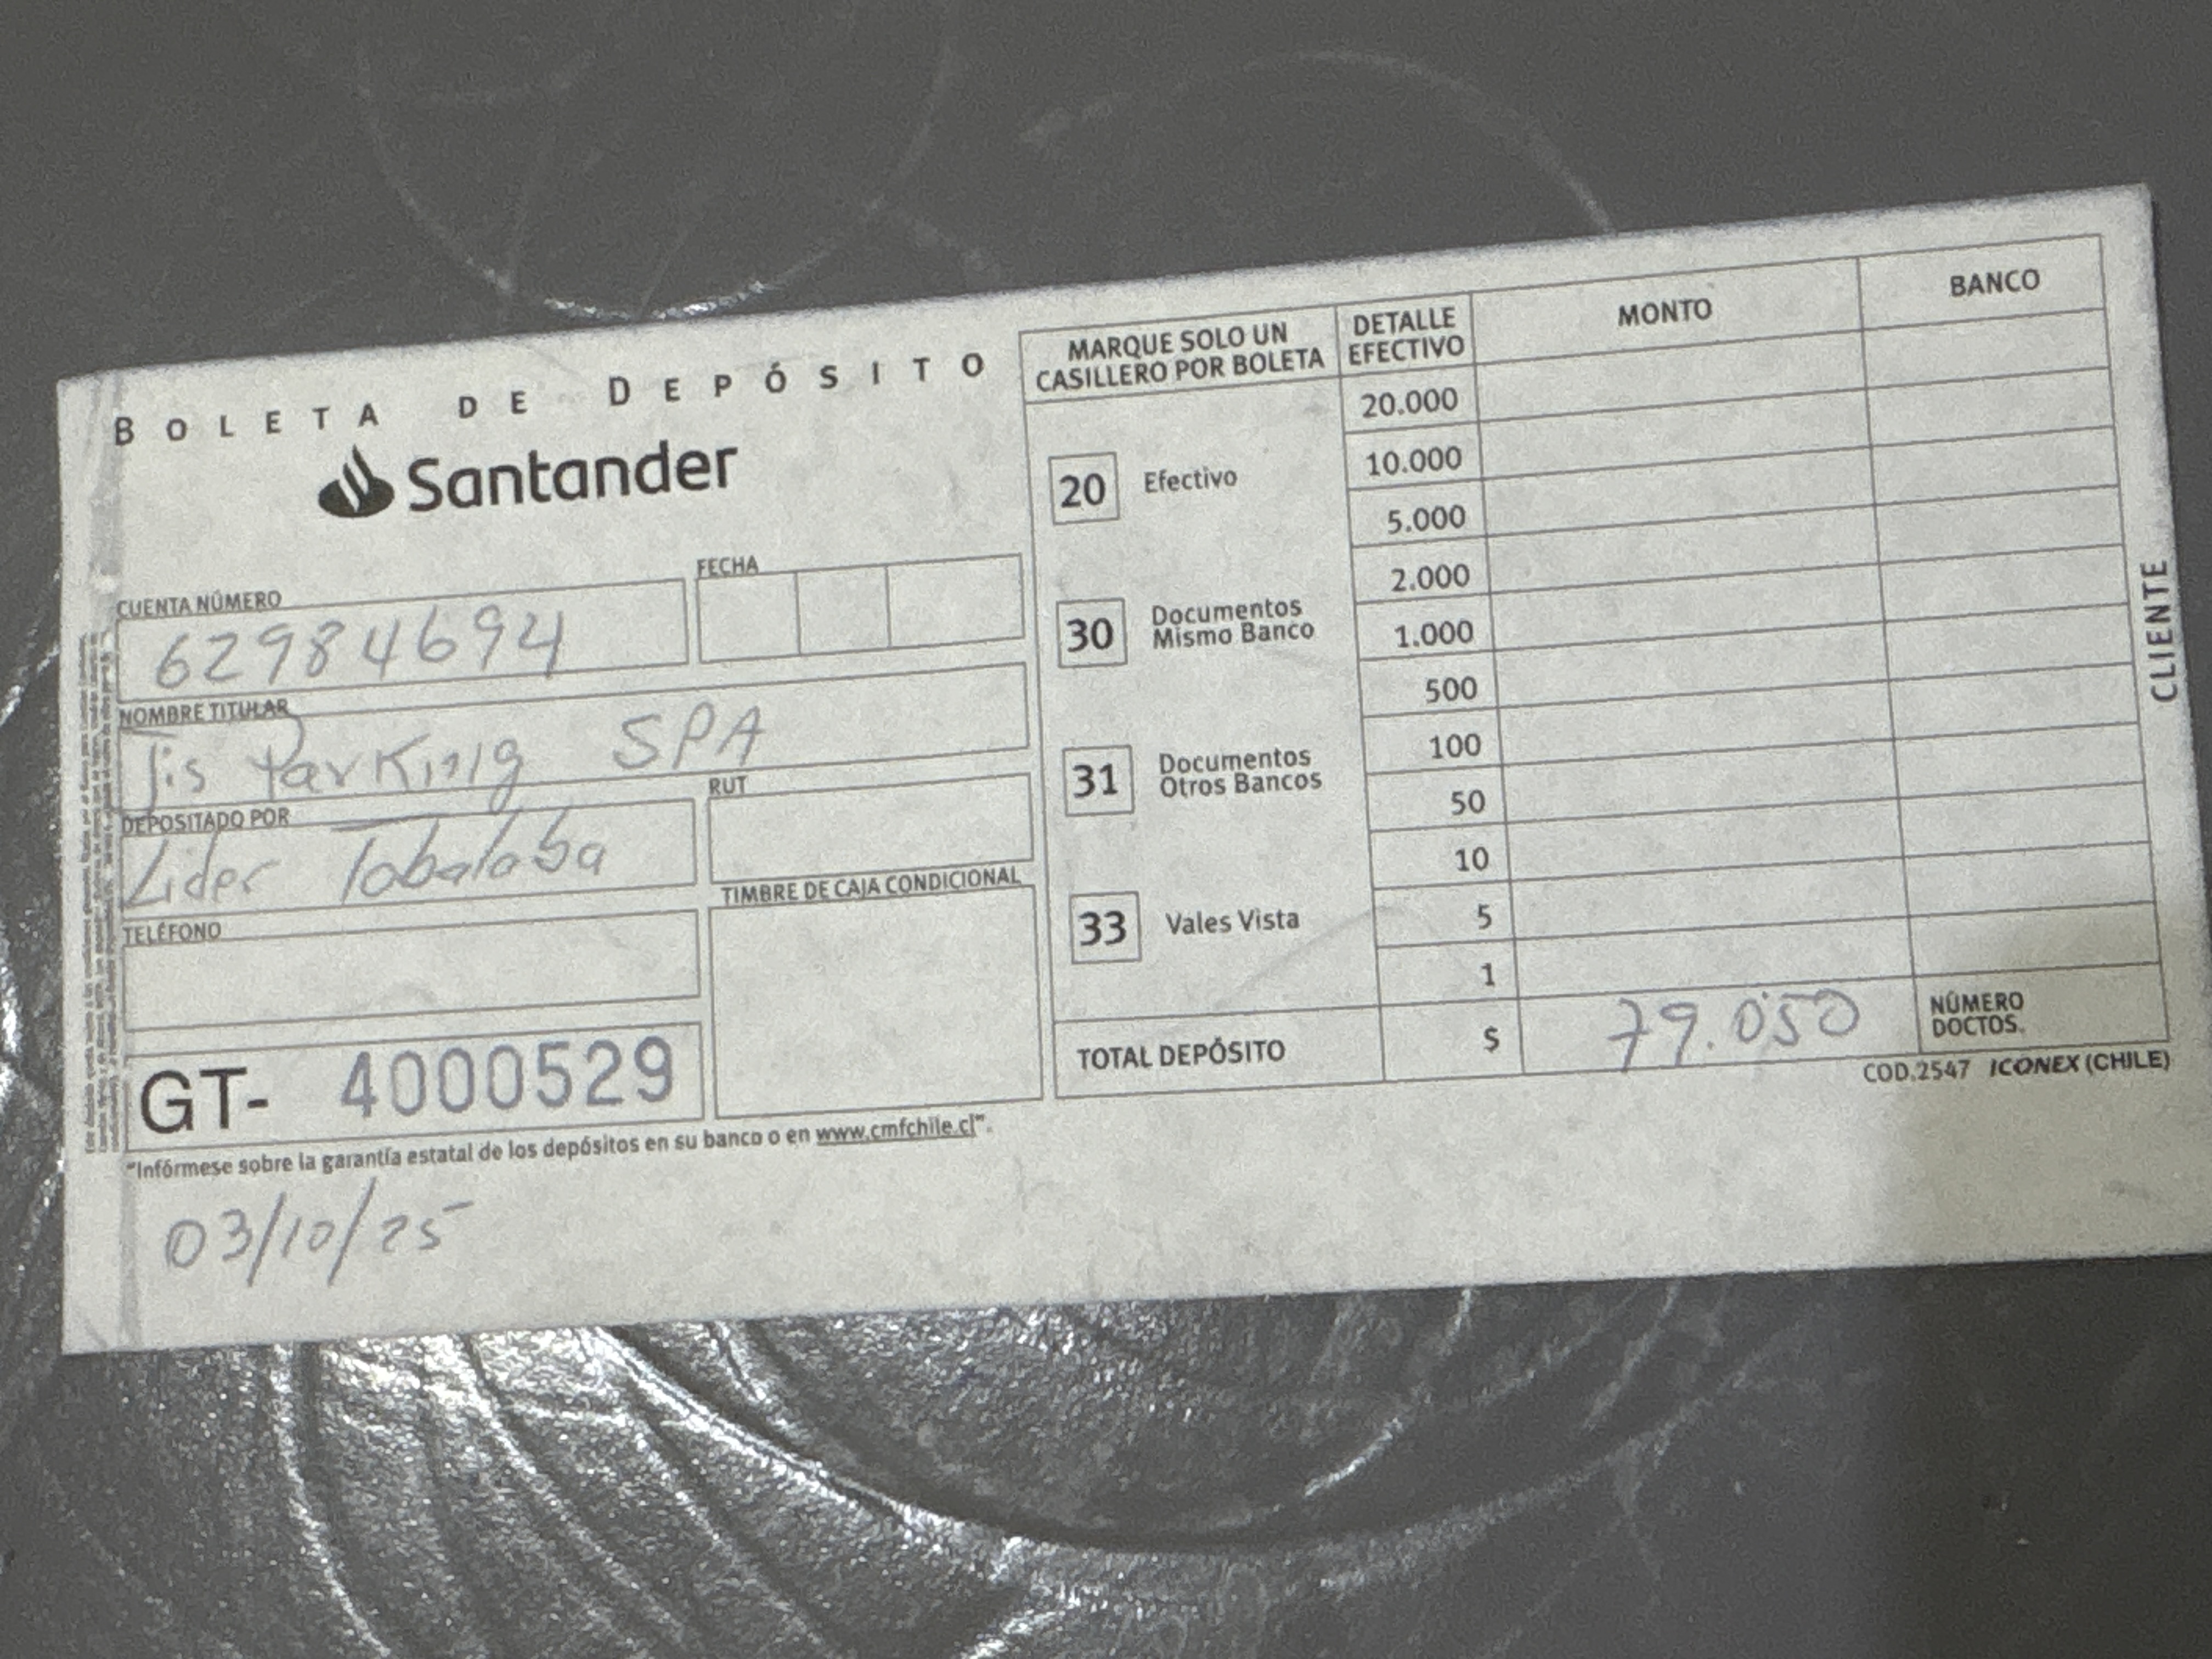 BOLETA DE DEPÓSITO
Santander
CUENTA NÚMERO
62984694
FECHA
NOMBRE TITULAR
Tis Parking SPA
DEPOSITADO POR
Lider Tobalaba
RUT
TELÉFONO
TIMBRE DE CAJA CONDICIONAL
GT- 4000529
"Infórmese sobre la garantía estatal de los depósitos en su banco o en www.cmfchile.cl".
03/10/25
MARQUE SOLO UN
CASILLERO POR BOLETA
20 Efectivo
30 Documentos
Mismo Banco
31 Documentos
Otros Bancos
33 Vales Vista
DETALLE
EFECTIVO
MONTO
BANCO
20.000
10.000
5.000
2.000
1.000
500
100
50
10
5
1
TOTAL DEPÓSITO $ 79.050
NÚMERO
DOCTOS.
COD.2547 ICONEX (CHILE)
CLIENTE